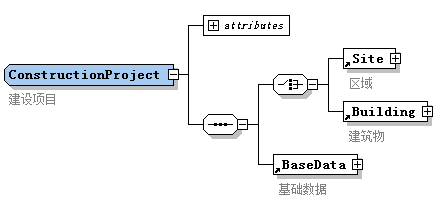 attributes
ConstructionProject
建设项目
Site
区域
Building
建筑物
BaseData
基础数据